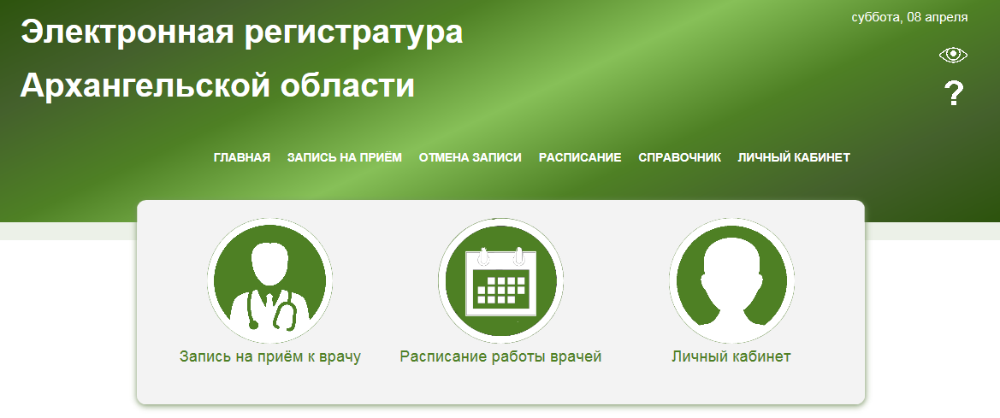 суббота, 08 апреля
Электронная регистратура
Архангельской области
?
ГЛАВНАЯ ЗАПИСЬ НА ПРИЁМ ОТМЕНА ЗАПИСИ РАСПИСАНИЕ СПРАВОЧНИК ЛИЧНЫЙ КАБИНЕТ
Запись на приём к врачу Расписание работы врачей Личный кабинет